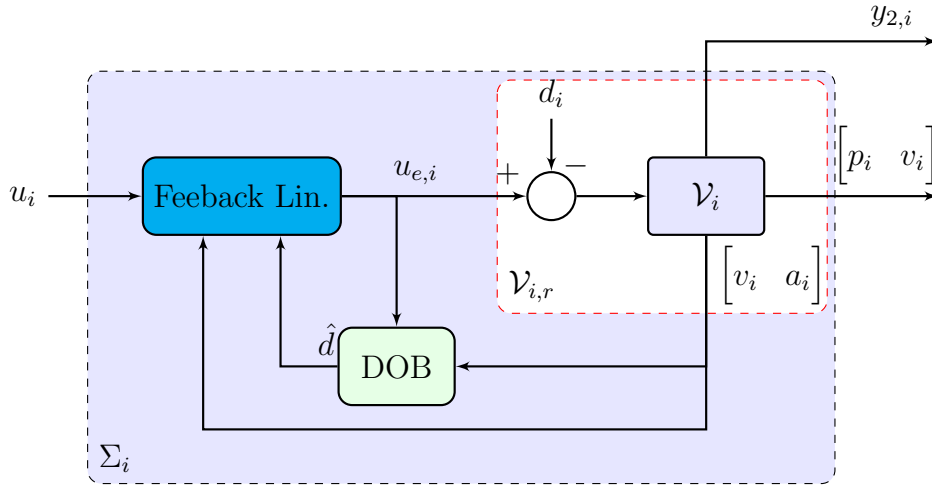 y_{2,i}
d_i
[p_i v_i]
u_i
Feeback Lin.
u_{e,i}
+
−
𝒱_i
[v_i a_i]
𝒱_{i,r}
d̂
DOB
Σ_i